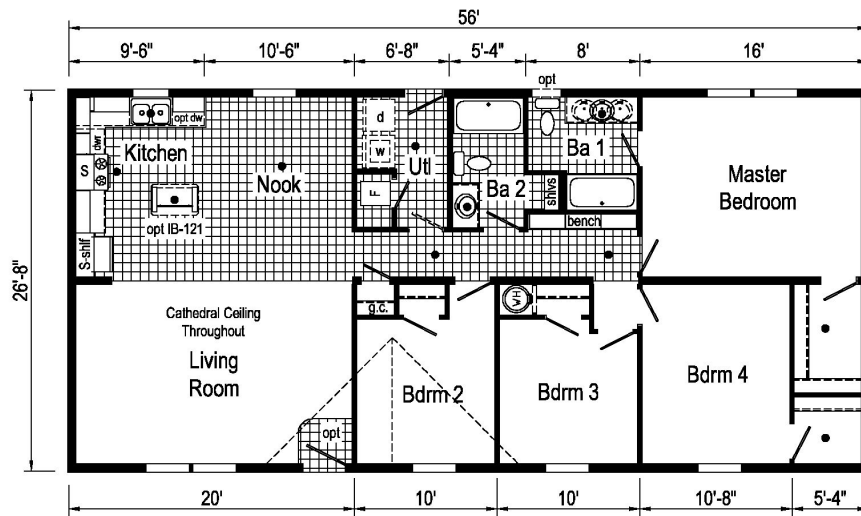 56'
9'-6"
10'-6"
6'-8"
5'-4"
8'
16'
26'-8"
opt
opt dw
d
dwr
Kitchen
w
Utl
Ba 1
S
Nook
F
Ba 2
shlvs
Master
Bedroom
opt IB-121
bench
S-shlf
g.c.
WH
Cathedral Ceiling
Throughout
Living
Room
Bdrm 2
Bdrm 3
Bdrm 4
opt
20'
10'
10'
10'-8"
5'-4"